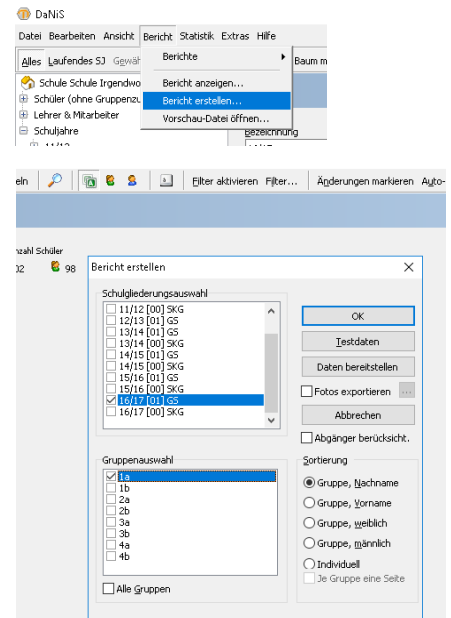 DaNiS
Datei Bearbeiten Ansicht Bericht Statistik Extras Hilfe
Alles Laufendes SJ Gewäh
Berichte
Baum m
Schule Schule Irgendwo
Bericht anzeigen...
Schüler (ohne Gruppenzu
Bericht erstellen...
Lehrer & Mitarbeiter
Vorschau-Datei öffnen...
Schuljahre
Bezeichnung
11/12
eln
Filter aktivieren Filter...
Änderungen markieren Auto-
nzahl Schüler
02
98
Bericht erstellen
Schulgliederungsauswahl
11/12 [00] SKG
12/13 [01] GS
13/14 [00] SKG
13/14 [01] GS
14/15 [01] GS
14/15 [00] SKG
15/16 [01] GS
15/16 [00] SKG
16/17 [01] GS
16/17 [00] SKG
OK
Testdaten
Daten bereitstellen
Fotos exportieren ...
Abbrechen
Abgänger berücksicht.
Gruppenauswahl
1a
1b
2a
2b
3a
3b
4a
4b
Alle Gruppen
Sortierung
Gruppe, Nachname
Gruppe, Vorname
Gruppe, weiblich
Gruppe, männlich
Individuell
Je Gruppe eine Seite